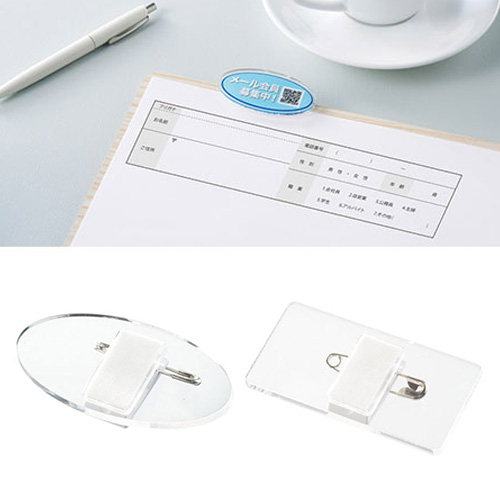 メール会員
募集中!
フリガナ
お名前
電話番号 ( ) ー
性別 男性・女性 年齢 歳
ご住所 〒
職業 1.会社員 2.自営業 3.公務員 4.主婦
5.学生 6.アルバイト 7.その他( )